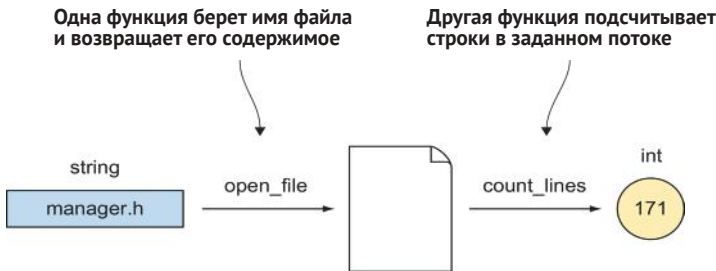 Одна функция берет имя файла
и возвращает его содержимое
Другая функция подсчитывает
строки в заданном потоке
string
manager.h
open_file
count_lines
int
171